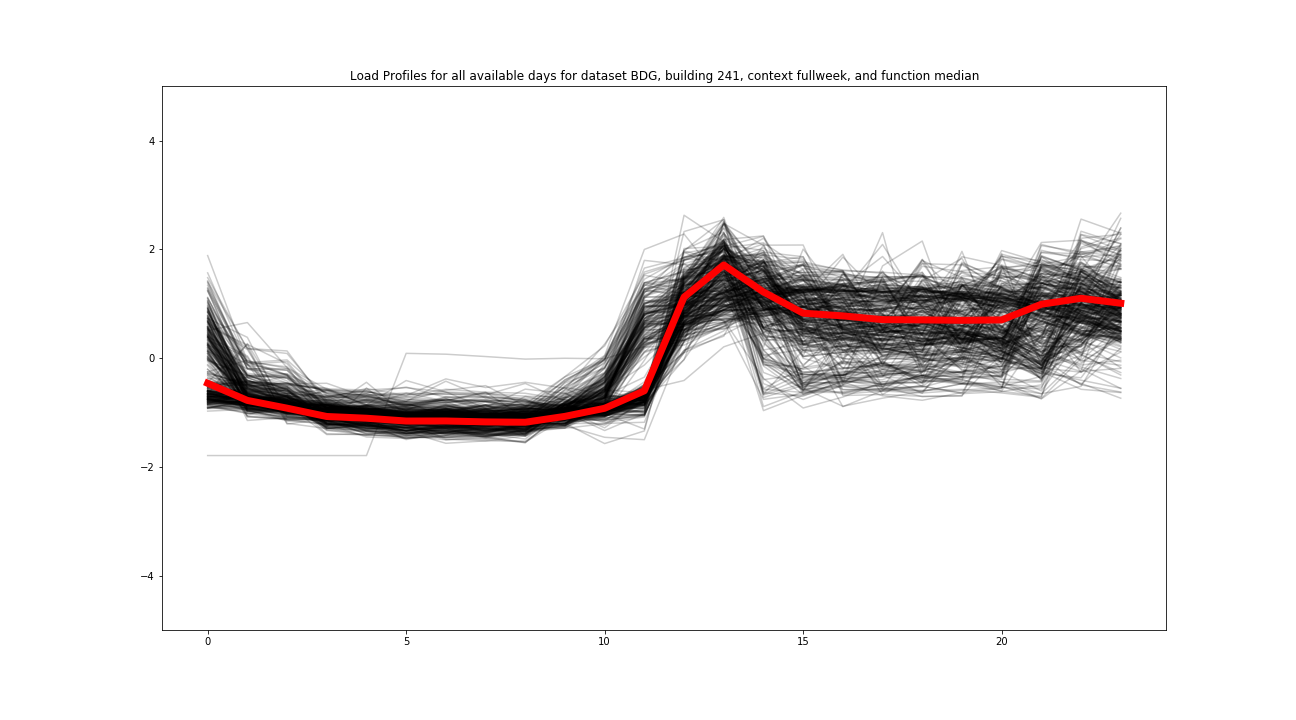 Load Profiles for all available days for dataset BDG, building 241, context fullweek, and function median
4
2
0
−2
−4
0 5 10 15 20